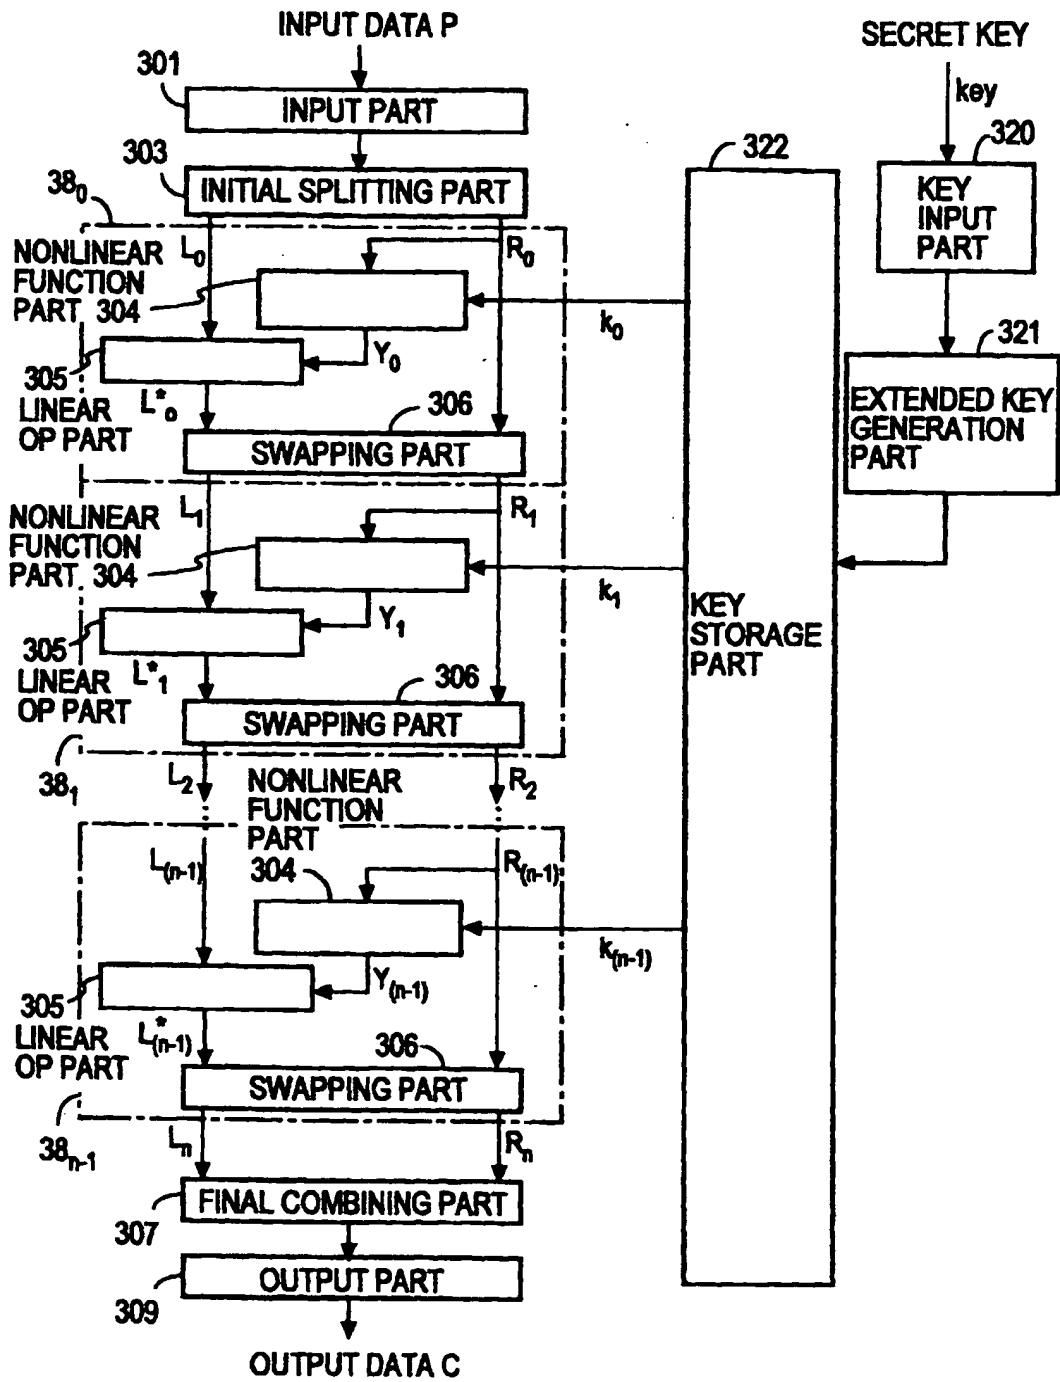 INPUT DATA P
SECRET KEY
301
key
INPUT PART
320
303
322
38₀
INITIAL SPLITTING PART
KEY
INPUT
PART
L₀
R₀
NONLINEAR
FUNCTION
PART 304
k₀
321
Y₀
305
LINEAR
OP PART
L*₀
306
EXTENDED KEY
GENERATION
PART
SWAPPING PART
L₁
R₁
NONLINEAR
FUNCTION
PART 304
k₁
KEY
STORAGE
PART
Y₁
305
LINEAR
OP PART
L*₁
306
SWAPPING PART
38₁
L₂
R₂
NONLINEAR
FUNCTION
PART
304
L(n-1)
R(n-1)
k(n-1)
Y(n-1)
305
LINEAR
OP PART
L*(n-1)
306
SWAPPING PART
38n-1
Lₙ
Rₙ
FINAL COMBINING PART
307
OUTPUT PART
309
OUTPUT DATA C